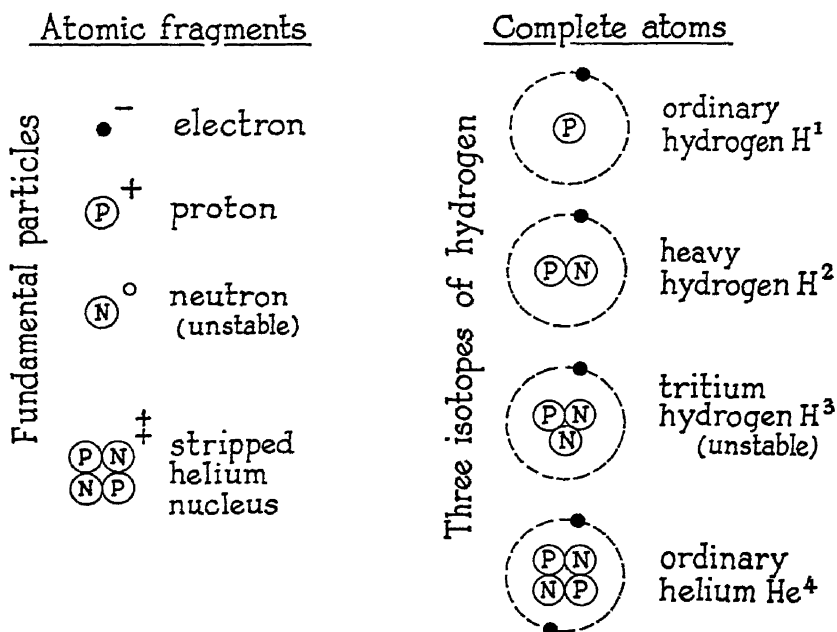 Atomic fragments
Fundamental particles
−
electron
P +
proton
N o
neutron
(unstable)
P N ++
N P
stripped
helium
nucleus
Complete atoms
Three isotopes of hydrogen
P
ordinary
hydrogen H¹
P N
heavy
hydrogen H²
P N
N
tritium
hydrogen H³
(unstable)
P N
N P
ordinary
helium He⁴